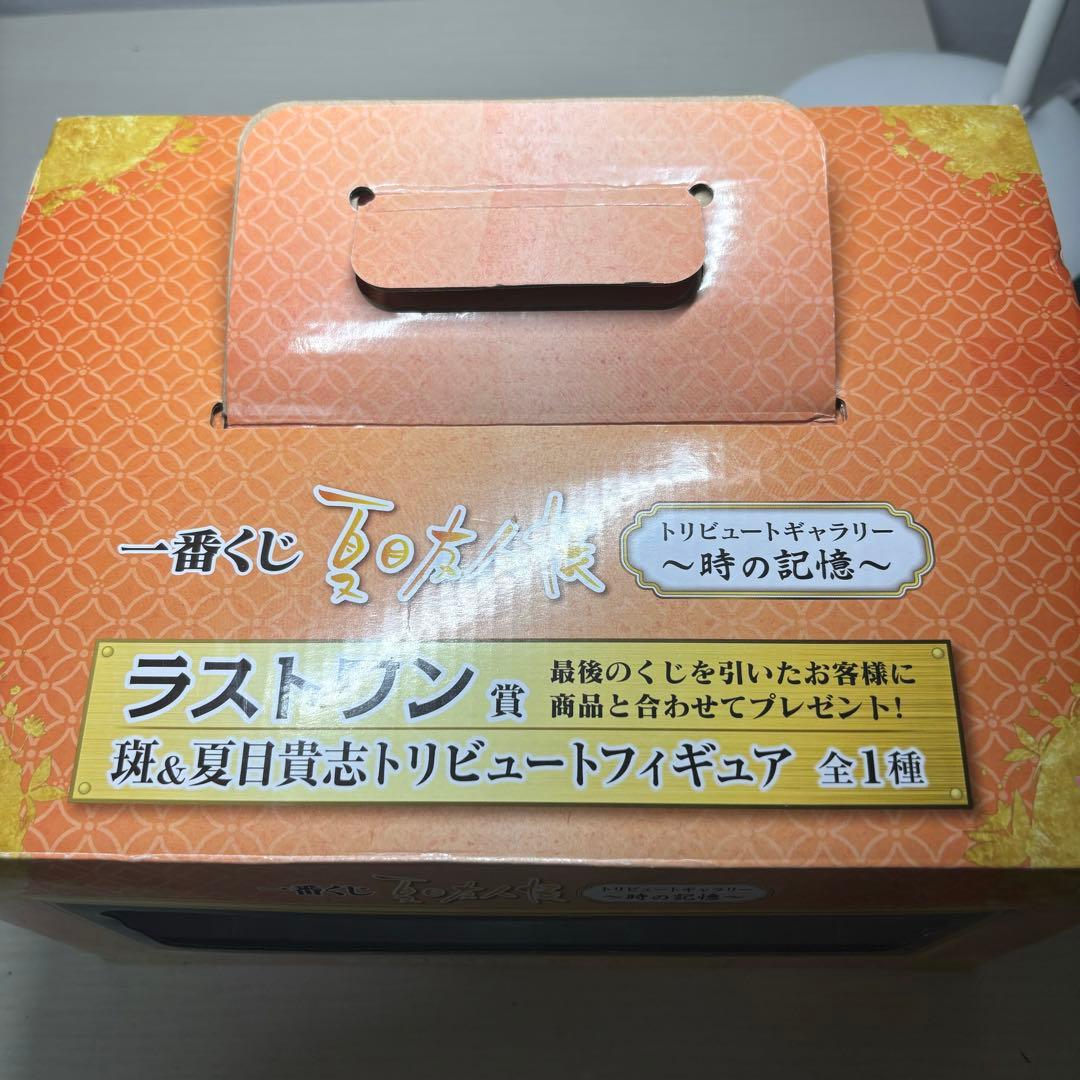 一番くじ 夏目友人帳
トリビュートギャラリー
～時の記憶～
ラストワン賞
最後のくじを引いたお客様に
商品と合わせてプレゼント!
斑&夏目貴志トリビュートフィギュア 全1種
一番くじ 夏目友人帳
トリビュートギャラリー
～時の記憶～